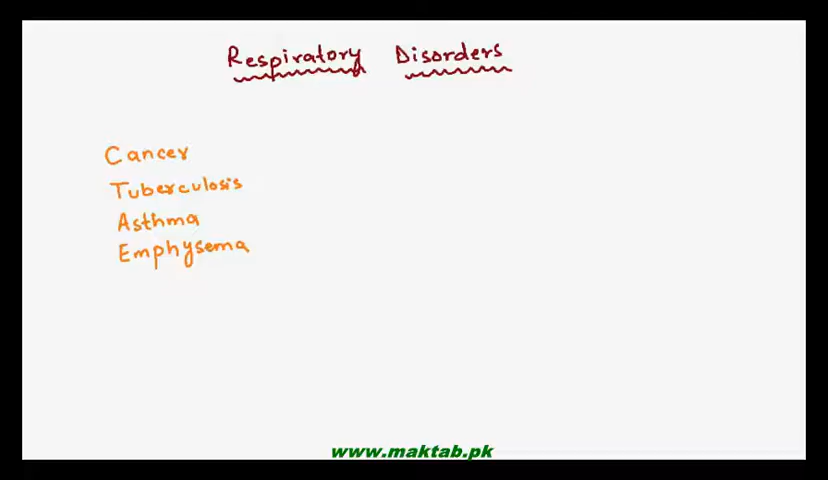 Respiratory Disorders
Cancer
Tuberculosis
Asthma
Emphysema
www.maktab.pk